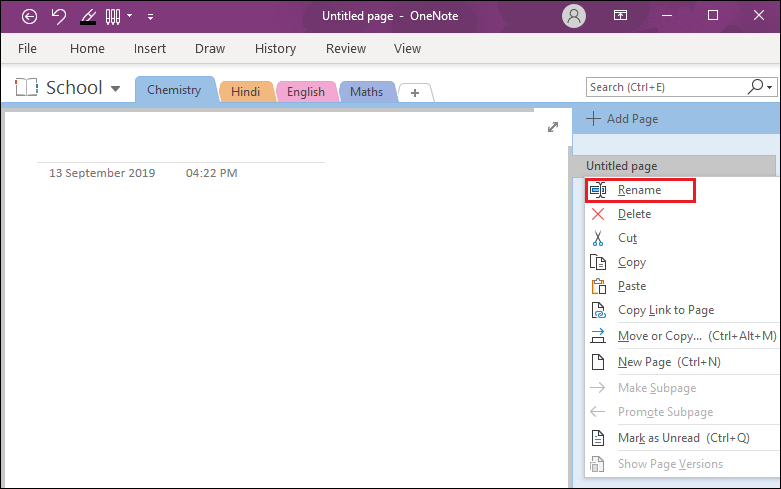 Untitled page - OneNote
File Home Insert Draw History Review View
School Chemistry Hindi English Maths + Search (Ctrl+E)
Add Page
Untitled page
13 September 2019 04:22 PM
Rename
Delete
Cut
Copy
Paste
Copy Link to Page
Move or Copy... (Ctrl+Alt+M)
New Page (Ctrl+N)
Make Subpage
Promote Subpage
Mark as Unread (Ctrl+Q)
Show Page Versions